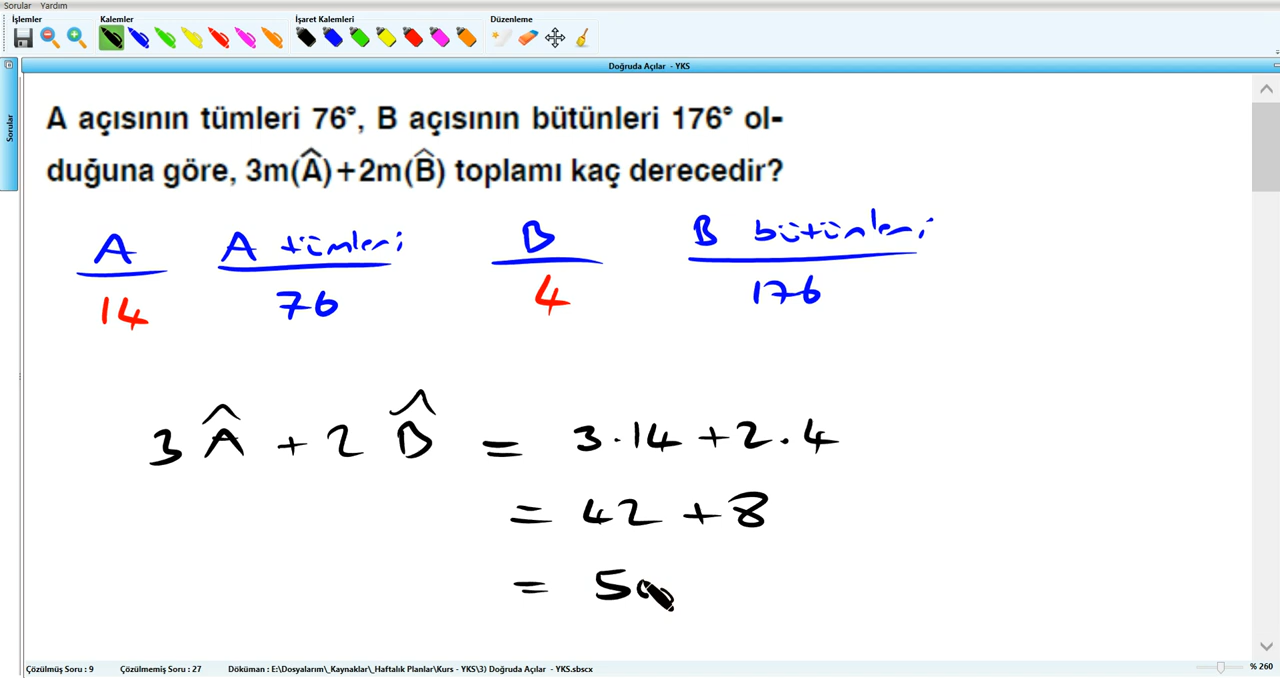 Sorular Yardım
İşlemler Kalemler İşaret Kalemleri Düzenleme
Doğruda Açılar - YKS
Sorular
A açısının tümleri 76°, B açısının bütünleri 176° ol-
duğuna göre, 3m(Â)+2m(B̂) toplamı kaç derecedir?
A A tümleri B B bütünleri
14 76 4 176
3 Â + 2 B̂ = 3.14 + 2.4
= 42 + 8
= 50
Çözülmüş Soru : 9 Çözülmemiş Soru : 27 Döküman : E:\Dosyalarım\_Kaynaklar\_Haftalık Planlar\Kurs - YKS\3) Doğruda Açılar - YKS.sbscx % 260